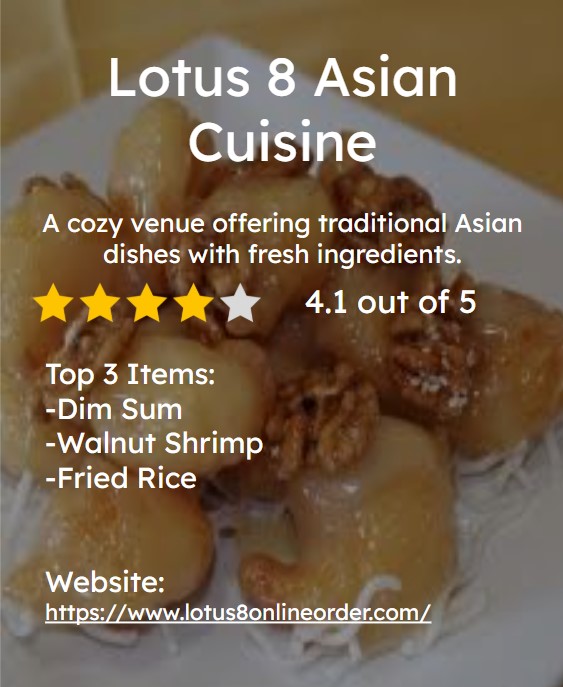 Lotus 8 Asian
Cuisine
A cozy venue offering traditional Asian
dishes with fresh ingredients.
4.1 out of 5
Top 3 Items:
-Dim Sum
-Walnut Shrimp
-Fried Rice
Website:
https://www.lotus8onlineorder.com/